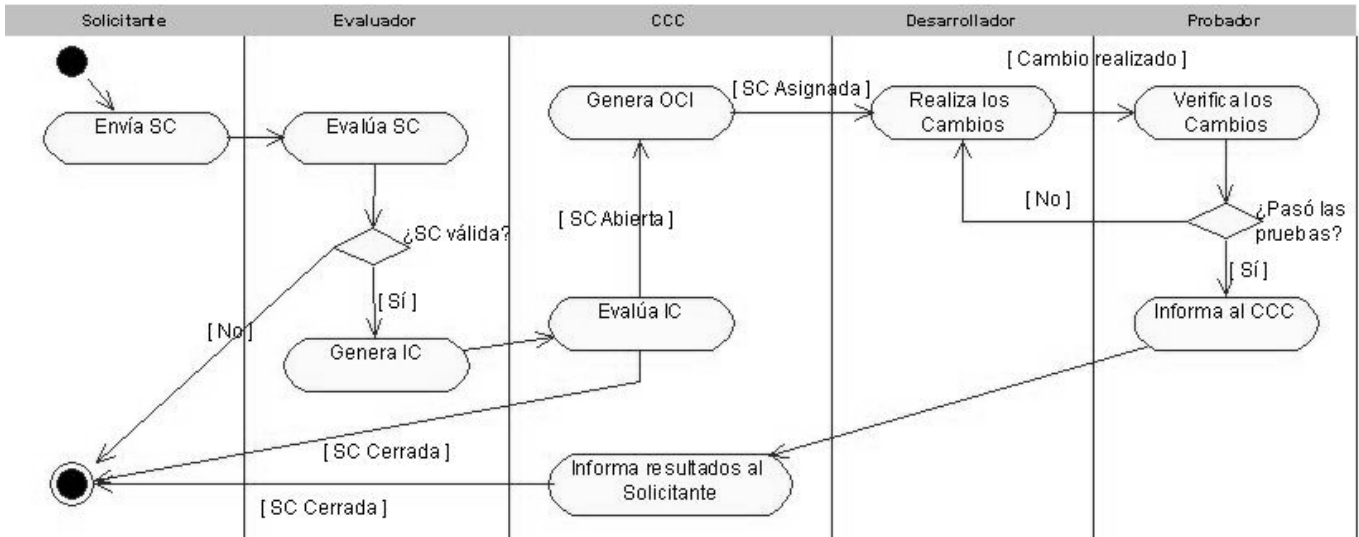 Solicitante
Evaluador
CCC
Desarrollador
Probador
[ Cambio realizado ]
[ SC Asignada ]
Genera OCI
Realiza los
Cambios
Verifica los
Cambios
Envía SC
Evalúa SC
[ No ]
¿Pasó las
pruebas?
[ SC Abierta ]
¿SC válida?
[ Sí ]
[ Sí ]
Evalúa IC
Informa al CCC
[ No ]
Genera IC
[ SC Cerrada ]
Informa resultados al
Solicitante
[ SC Cerrada ]